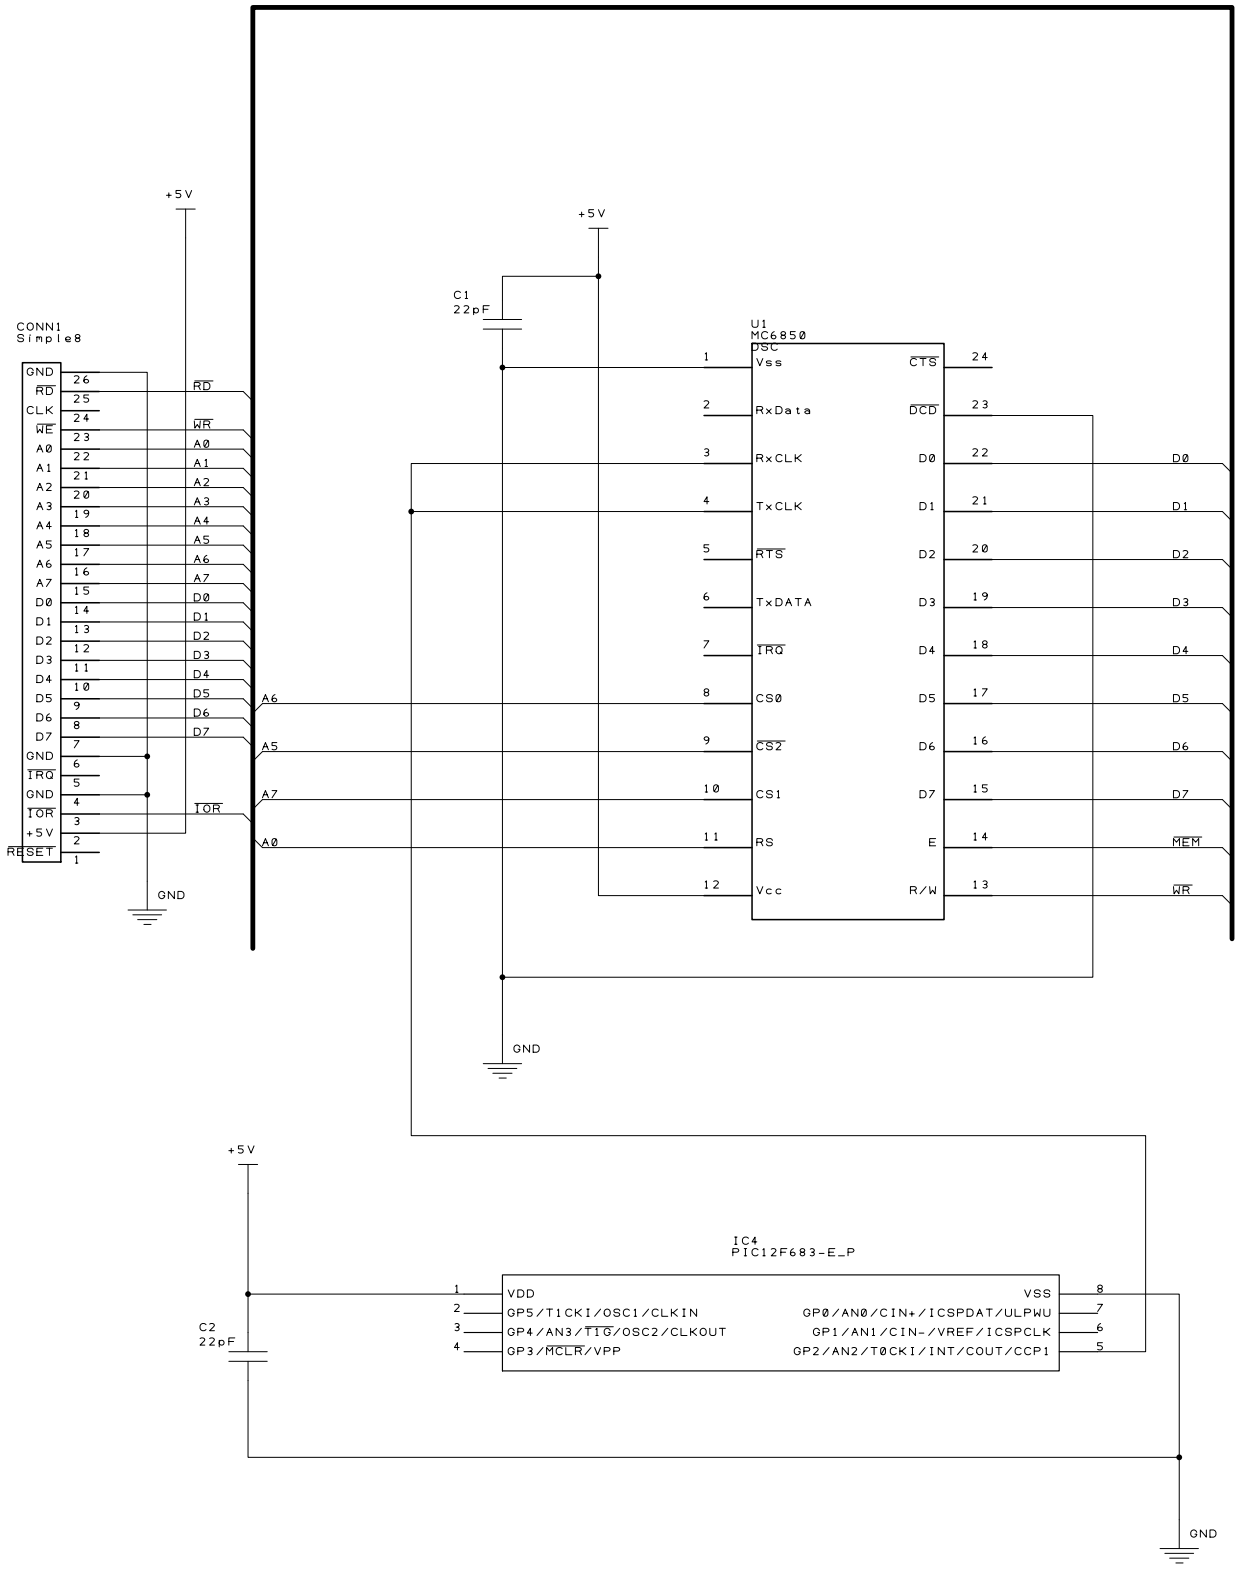 +5V
+5V
C1
22pF
CONN1
Simple8
GND 26
RD 25
CLK 24
WE 23
A0 22
A1 21
A2 20
A3 19
A4 18
A5 17
A6 16
A7 15
D0 14
D1 13
D2 12
D3 11
D4 10
D5 9
D6 8
D7 7
GND 6
IRQ 5
GND 4
IOR 3
+5V 2
RESET 1
RD
WR
A0
A1
A2
A3
A4
A5
A6
A7
D0
D1
D2
D3
D4
D5
D6
D7
IOR
GND
A6
A5
A7
A0
U1
MC6850
DSC
1 Vss CTS 24
2 RxData DCD 23
3 RxCLK D0 22 D0
4 TxCLK D1 21 D1
5 RTS D2 20 D2
6 TxDATA D3 19 D3
7 IRQ D4 18 D4
8 CS0 D5 17 D5
9 CS2 D6 16 D6
10 CS1 D7 15 D7
11 RS E 14 MEM
12 Vcc R/W 13 WR
GND
+5V
IC4
PIC12F683-E_P
1 VDD VSS 8
2 GP5/T1CKI/OSC1/CLKIN GP0/AN0/CIN+/ICSPDAT/ULPWU 7
3 GP4/AN3/T1G/OSC2/CLKOUT GP1/AN1/CIN-/VREF/ICSPCLK 6
4 GP3/MCLR/VPP GP2/AN2/T0CKI/INT/COUT/CCP1 5
C2
22pF
GND